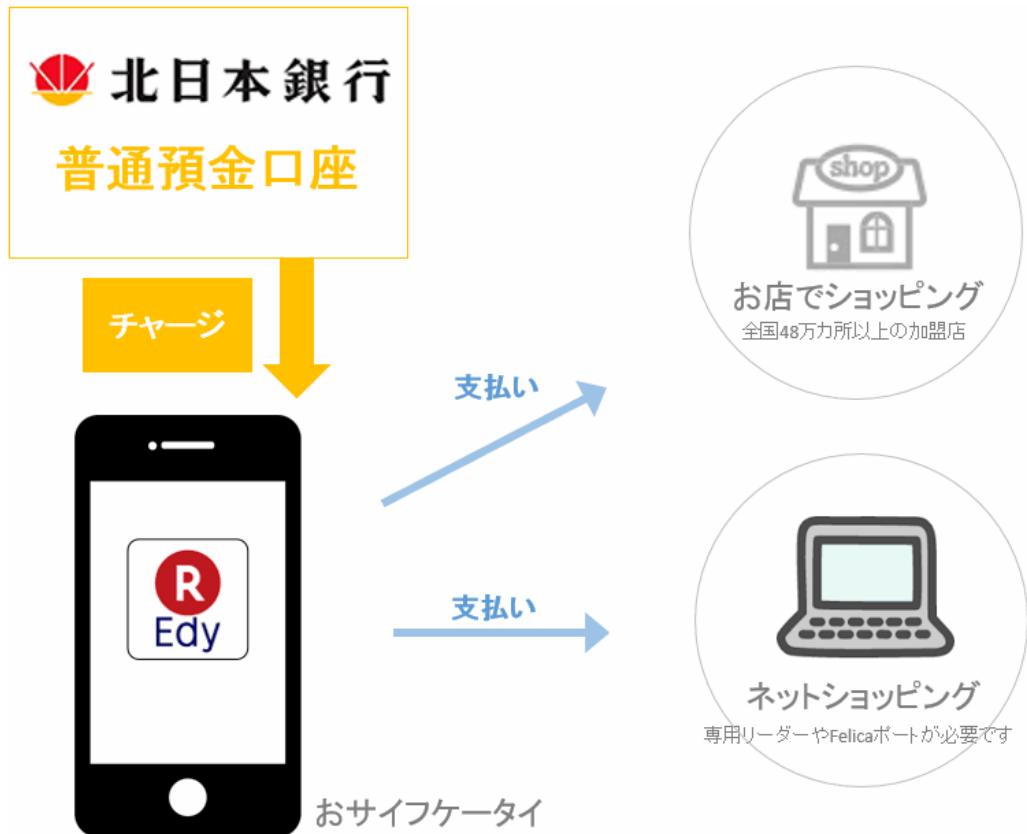 北日本銀行
普通預金口座
チャージ
shop
お店でショッピング
全国48万カ所以上の加盟店
支払い
R
Edy
支払い
ネットショッピング
専用リーダーやFelicaポートが必要です
おサイフケータイ